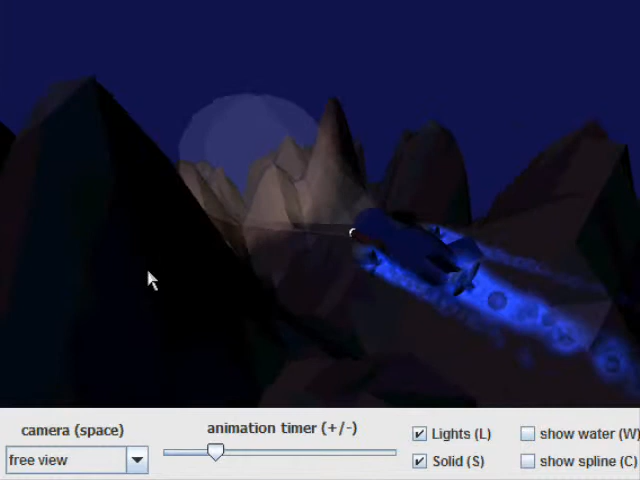 camera (space)
animation timer (+/-)
Lights (L)
show water (W)
free view
Solid (S)
show spline (C)